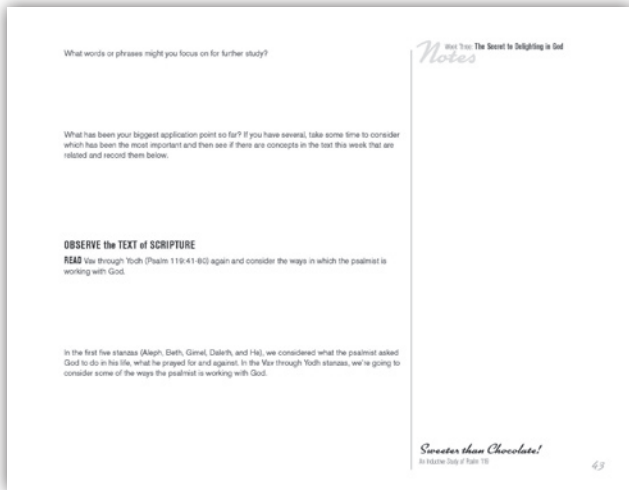 What words or phrases might you focus on for further study?
What has been your biggest application point so far? If you have several, take some time to consider
which has been the most important and then see if there are concepts in the text this week that are
related and record them below.
OBSERVE the TEXT of SCRIPTURE
READ Vav through Yodh (Psalm 119:41-80) again and consider the ways in which the psalmist is
working with God.
In the first five stanzas (Aleph, Beth, Gimel, Daleth, and He), we considered what the psalmist asked
God to do in his life, what he prayed for and against. In the Vav through Yodh stanzas, we're going to
consider some of the ways the psalmist is working with God.
Notes
Week Three: The Secret to Delighting in God
Sweeter than Chocolate!
An Inductive Study of Psalm 119
43